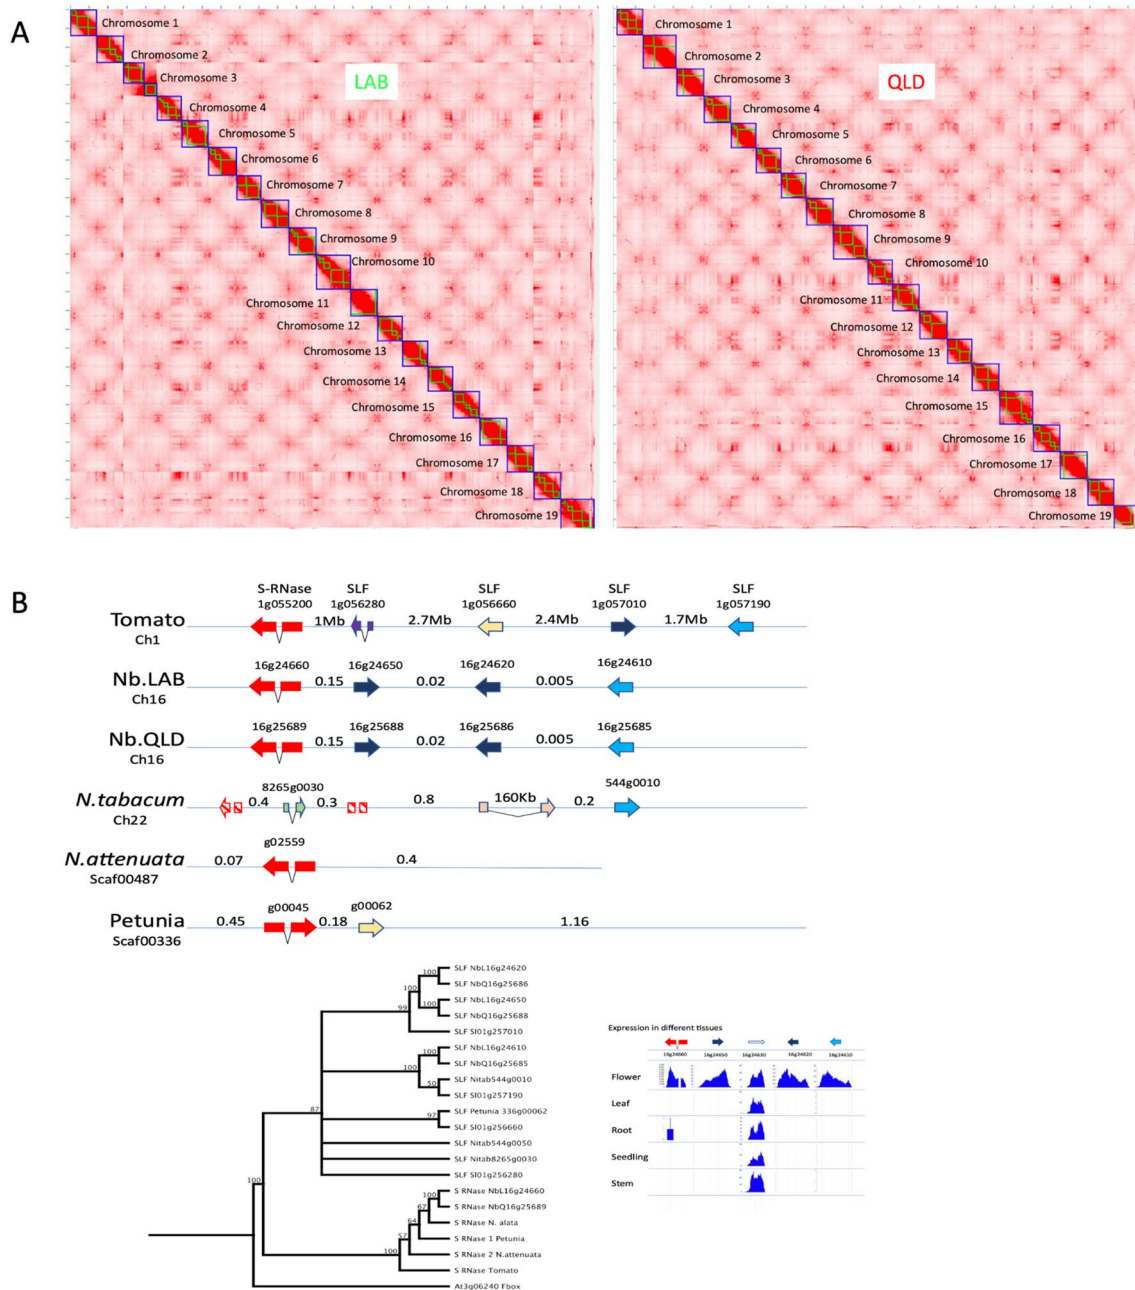 A
LAB
Chromosome 1
Chromosome 2
Chromosome 3
Chromosome 4
Chromosome 5
Chromosome 6
Chromosome 7
Chromosome 8
Chromosome 9
Chromosome 10
Chromosome 11
Chromosome 12
Chromosome 13
Chromosome 14
Chromosome 15
Chromosome 16
Chromosome 17
Chromosome 18
Chromosome 19
QLD
Chromosome 1
Chromosome 2
Chromosome 3
Chromosome 4
Chromosome 5
Chromosome 6
Chromosome 7
Chromosome 8
Chromosome 9
Chromosome 10
Chromosome 11
Chromosome 12
Chromosome 13
Chromosome 14
Chromosome 15
Chromosome 16
Chromosome 17
Chromosome 18
Chromosome 19
B
S-RNase SLF SLF SLF SLF
1g055200 1g056280 1g056660 1g057010 1g057190
Tomato 1Mb 2.7Mb 2.4Mb 1.7Mb
Ch1
16g24660 16g24650 16g24620 16g24610
Nb.LAB 0.15 0.02 0.005
Ch16
16g25689 16g25688 16g25686 16g25685
Nb.QLD 0.15 0.02 0.005
Ch16
8265g0030 544g0010
N.tabacum 0.4 0.3 0.8 160Kb 0.2
Ch22
g02559
N.attenuata 0.07 0.4
Scaf00487
g00045 g00062
Petunia 0.45 0.18 1.16
Scaf00336
SLF NbL16g24620
SLF NbQ16g25686
SLF NbL16g24650
SLF NbQ16g25688
SLF Sl01g257010
SLF NbL16g24610
SLF NbQ16g25685
SLF Nitab544g0010
SLF Sl01g257190
SLF Petunia 336g00062
SLF Sl01g256660
SLF Nitab544g0050
SLF Nitab8265g0030
SLF Sl01g256280
S RNase NbL16g24660
S RNase NbQ16g25689
S RNase N. alata
S RNase 1 Petunia
S RNase 2 N.attenuata
S RNase Tomato
At3g06240 Fbox
100
100
99
100
100
50
87
97
100
100
67
64
57
100
Expression in different tissues
16g24660 16g24650 16g24630 16g24620 16g24610
Flower
Leaf
Root
Seedling
Stem